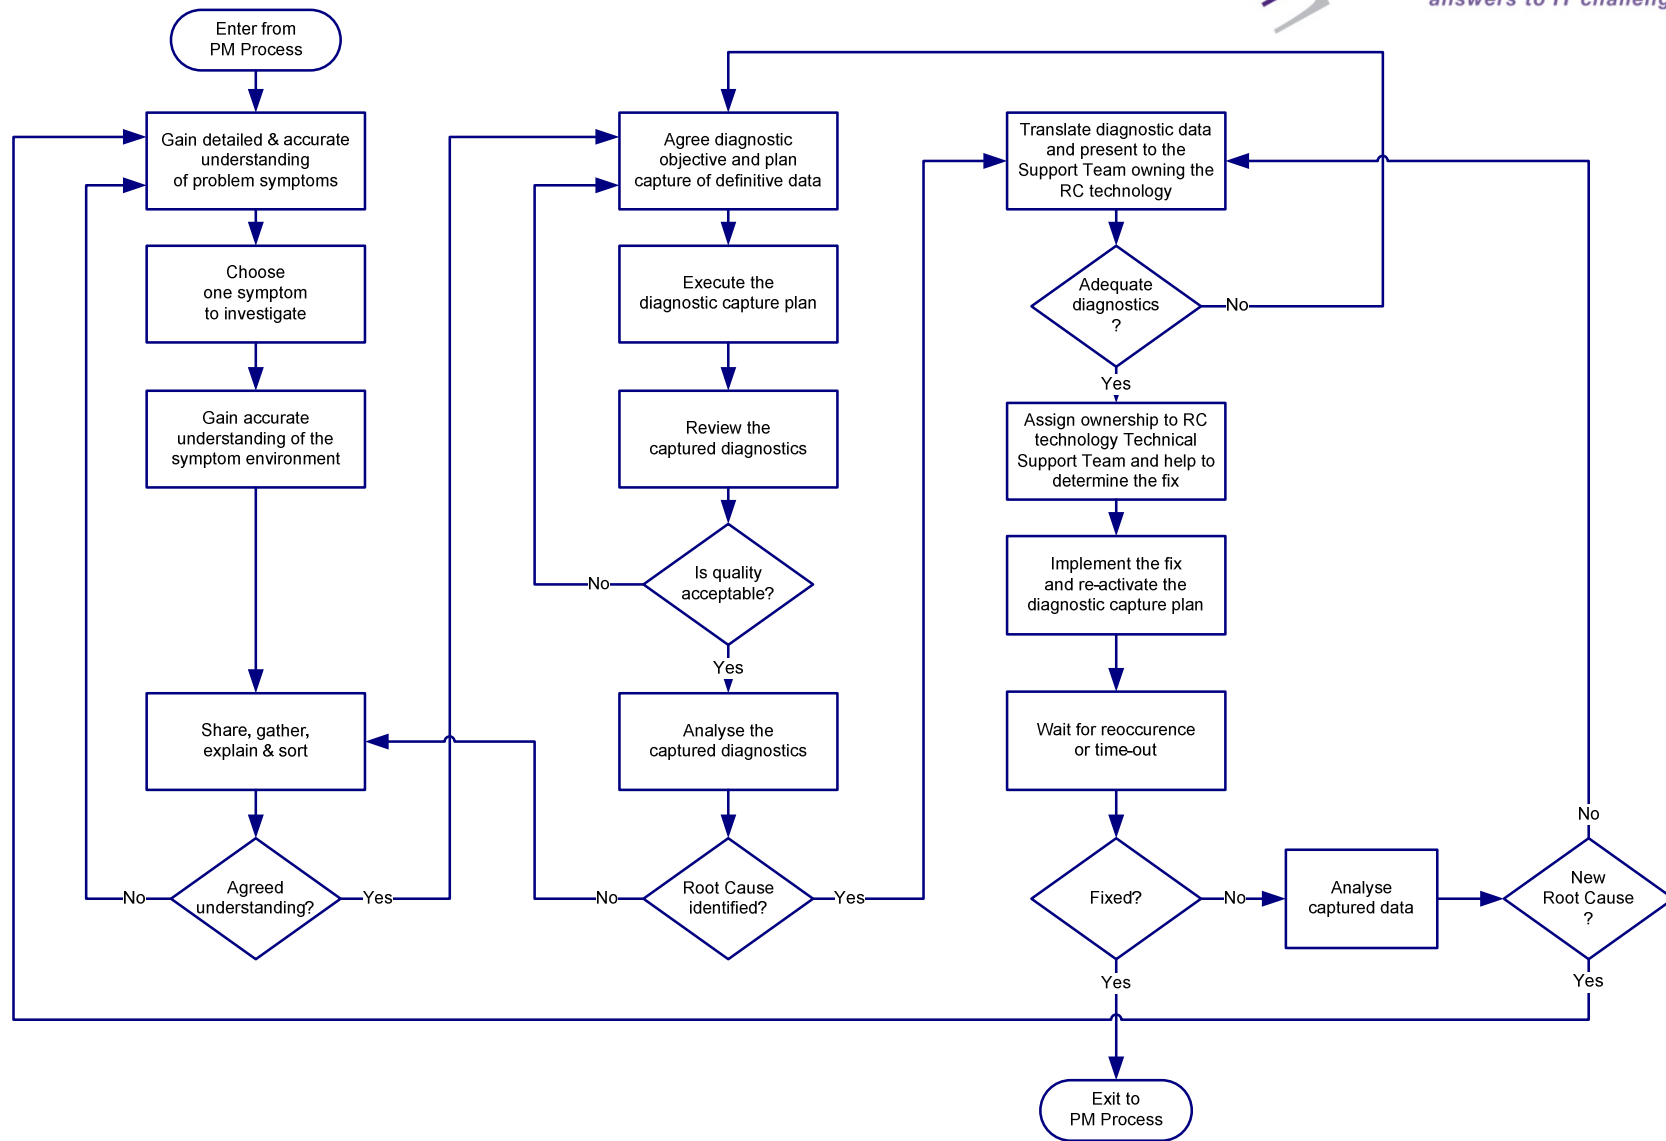 answers to IT challeng
Enter from
PM Process
Gain detailed & accurate
understanding
of problem symptoms
Choose
one symptom
to investigate
Gain accurate
understanding of the
symptom environment
Share, gather,
explain & sort
Agreed
understanding?
No
Yes
Agree diagnostic
objective and plan
capture of definitive data
Execute the
diagnostic capture plan
Review the
captured diagnostics
Is quality
acceptable?
No
Yes
Analyse the
captured diagnostics
Root Cause
identified?
No
Yes
Translate diagnostic data
and present to the
Support Team owning the
RC technology
Adequate
diagnostics
?
No
Yes
Assign ownership to RC
technology Technical
Support Team and help to
determine the fix
Implement the fix
and re-activate the
diagnostic capture plan
Wait for reoccurence
or time-out
Fixed?
No
Yes
Analyse
captured data
New
Root Cause
?
No
Yes
Exit to
PM Process